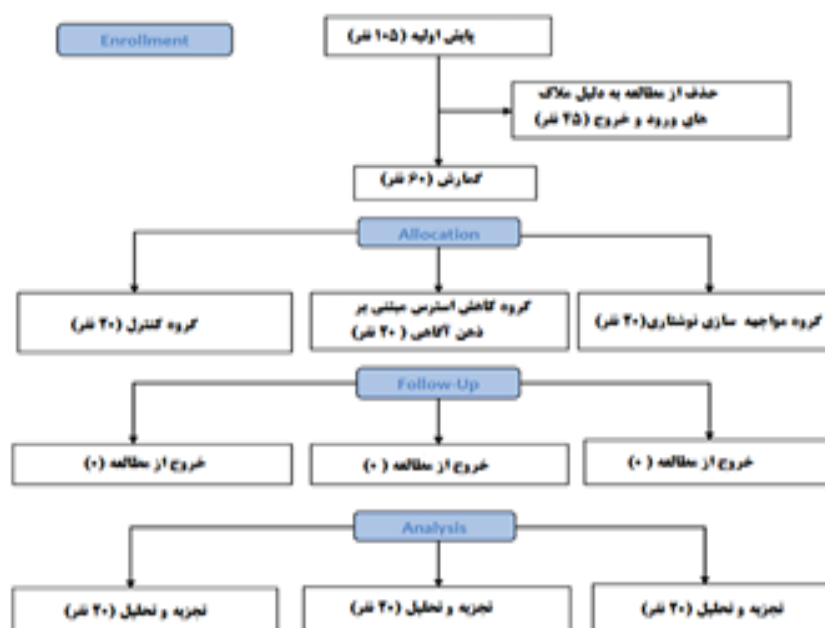 Enrollment
پایش اولیه (۱۰۵ نفر)
حذف از مطالعه به دلیل ملاک
های ورود و خروج (۴۵ نفر)
گمارش (۶۰ نفر)
Allocation
گروه مواجهه سازی نوشتاری(۲۰ نفر)
گروه کاهش استرس مبتنی بر
ذهن آگاهی ( ۲۰ نفر)
گروه کنترل (۲۰ نفر)
Follow-Up
خروج از مطالعه ( ۰)
خروج از مطالعه ( ۰)
خروج از مطالعه (۰)
Analysis
تجزیه و تحلیل (۲۰ نفر)
تجزیه و تحلیل (۲۰ نفر)
تجزیه و تحلیل (۲۰ نفر)